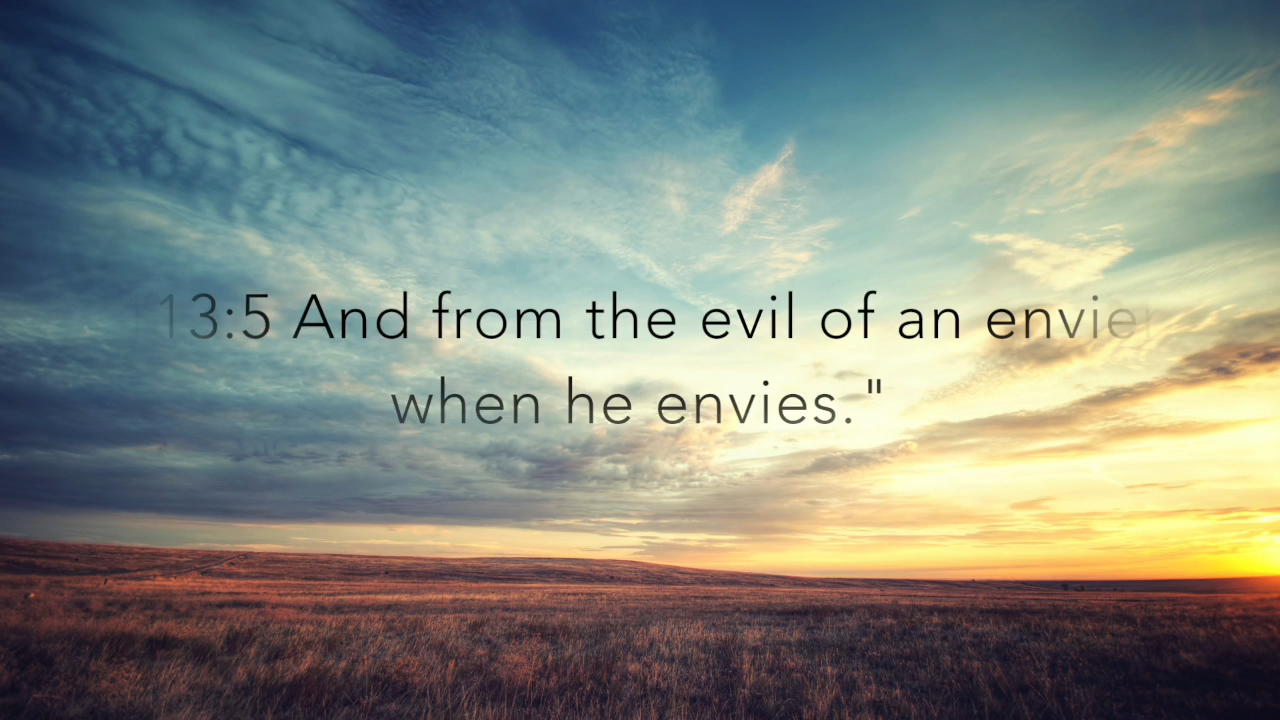 13:5 And from the evil of an envier
when he envies."